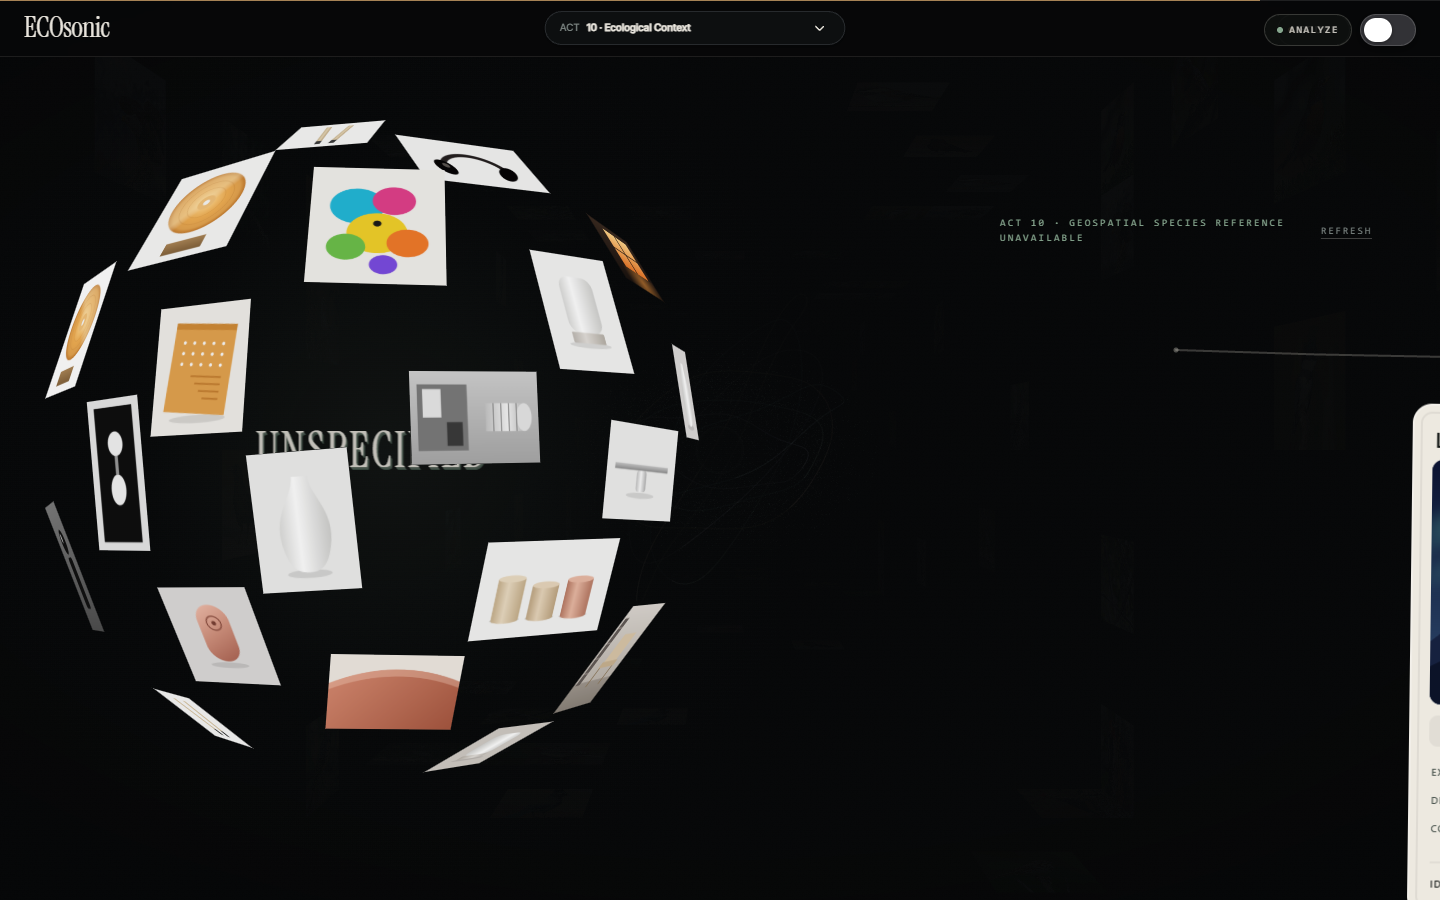 ECOsonic
ACT 10 · Ecological Context
ANALYZE
ACT 10 · GEOSPATIAL SPECIES REFERENCE
UNAVAILABLE
REFRESH